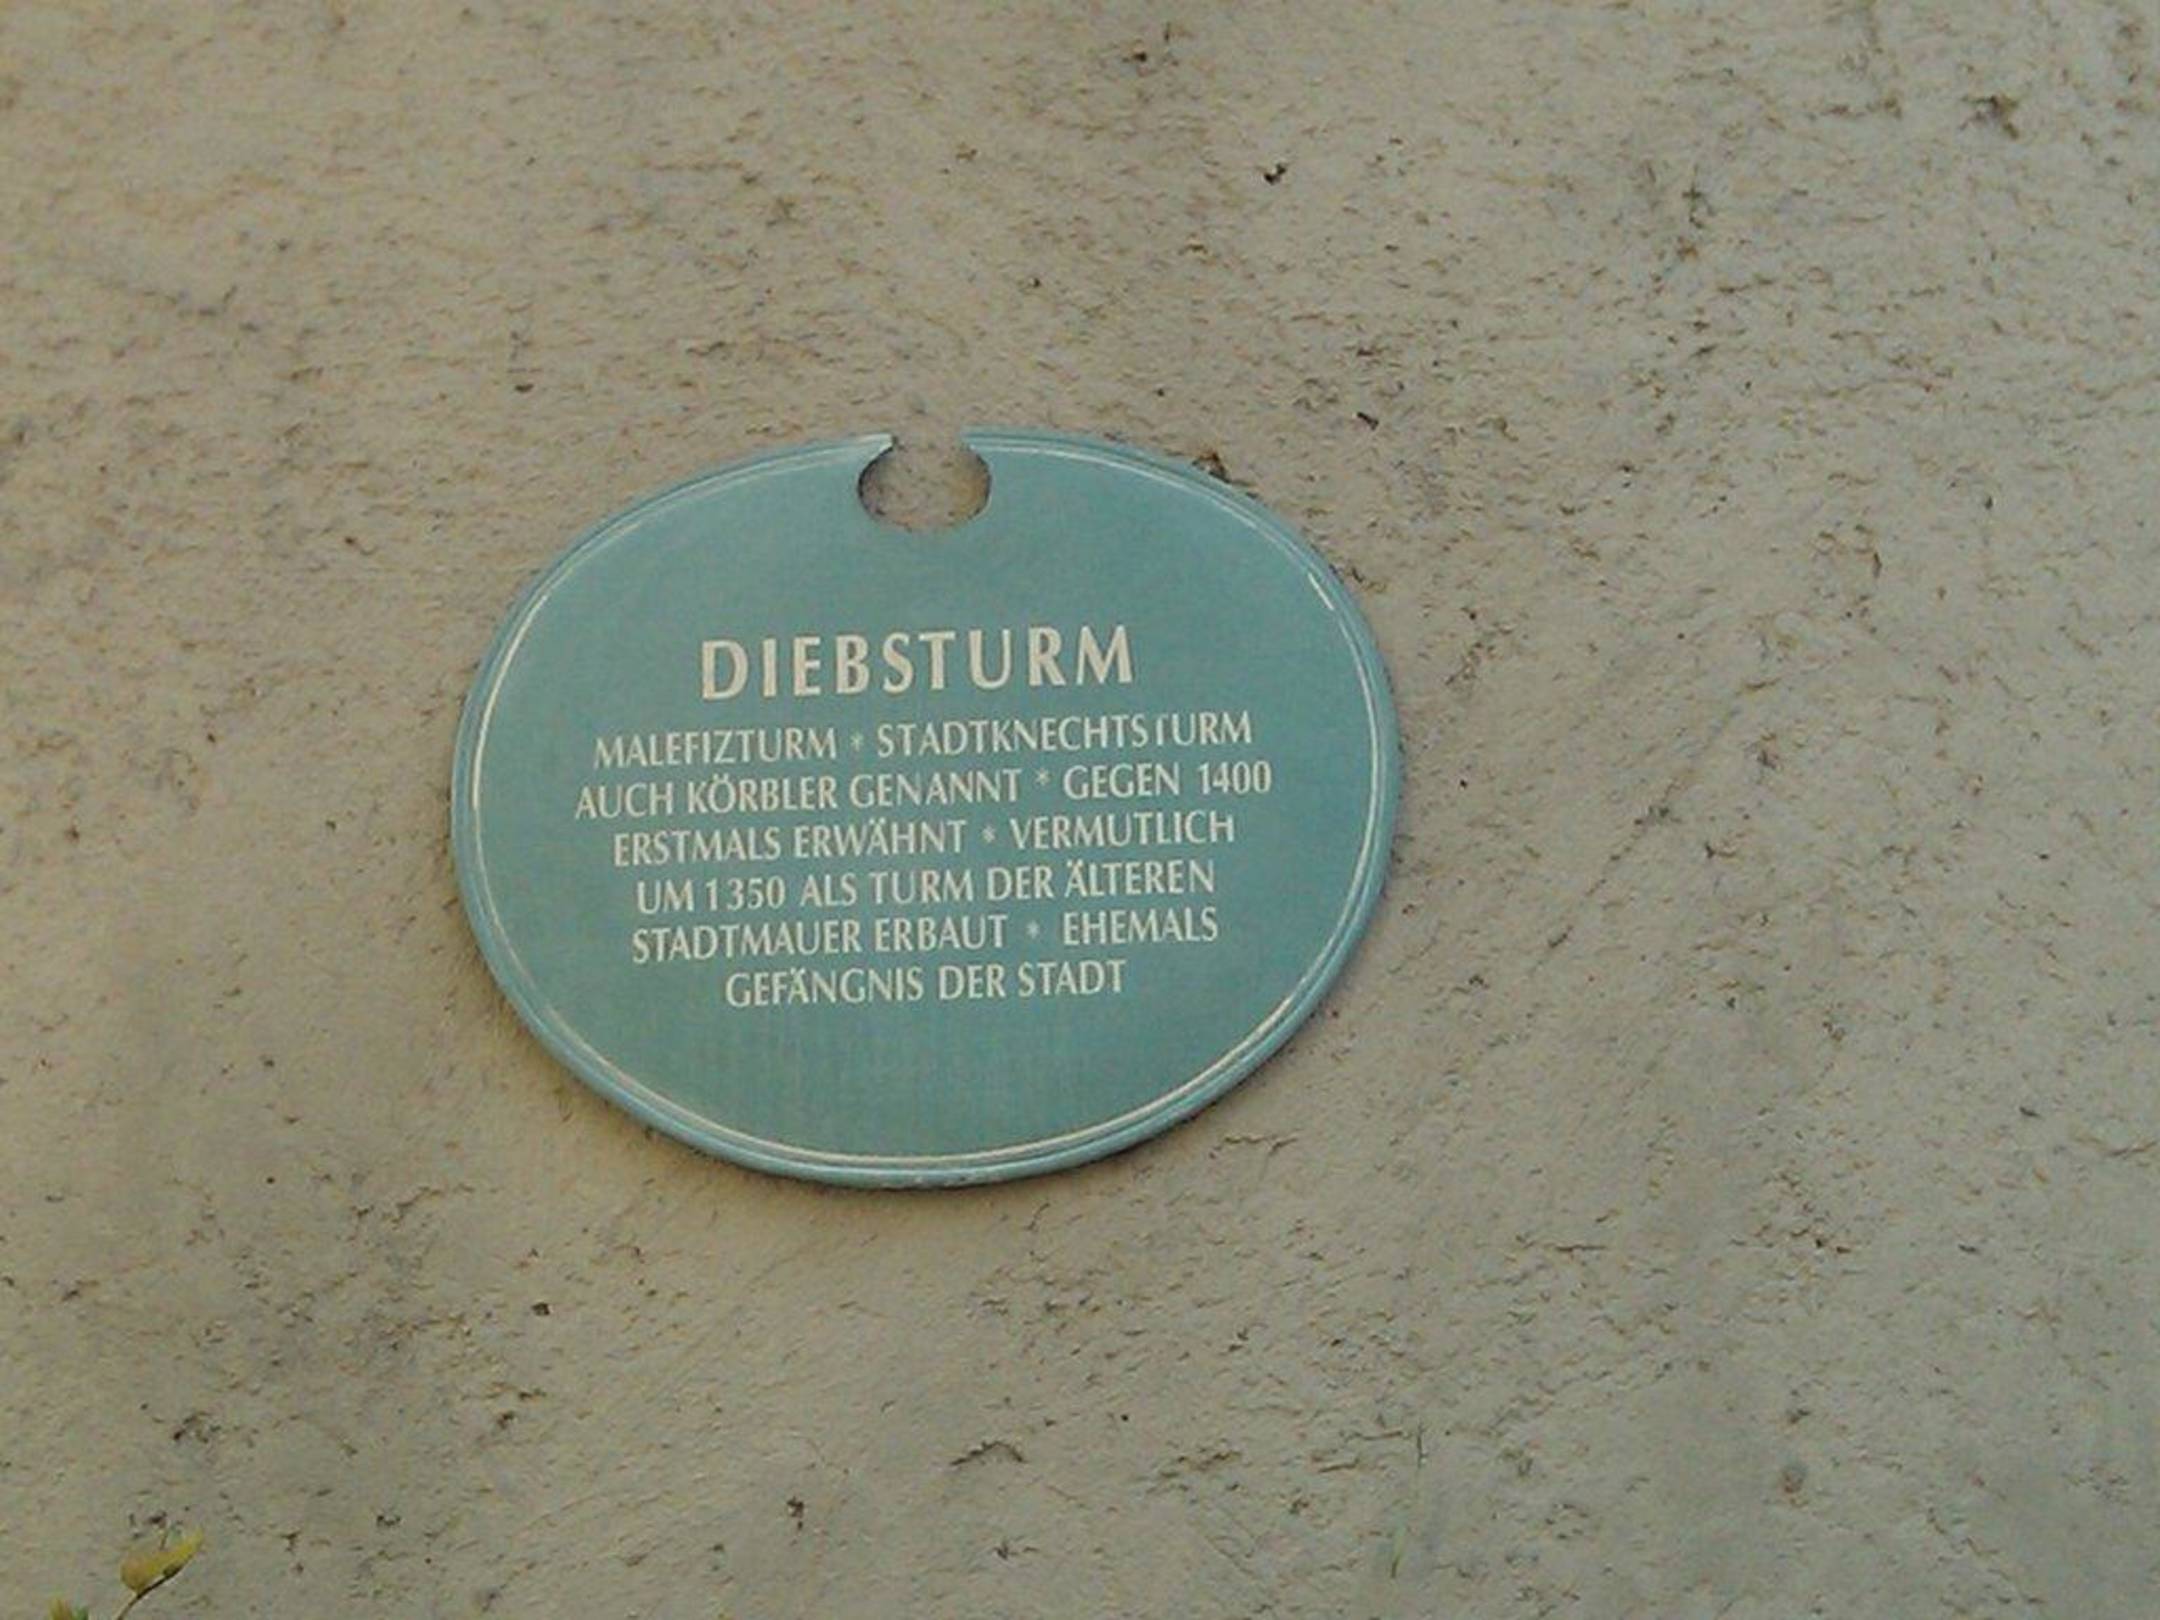 DIEBSTURM
MALEFIZTURM * STADTKNECHTSTURM
AUCH KÖRBLER GENANNT * GEGEN 1400
ERSTMALS ERWÄHNT * VERMUTLICH
UM 1350 ALS TURM DER ÄLTEREN
STADTMAUER ERBAUT * EHEMALS
GEFÄNGNIS DER STADT